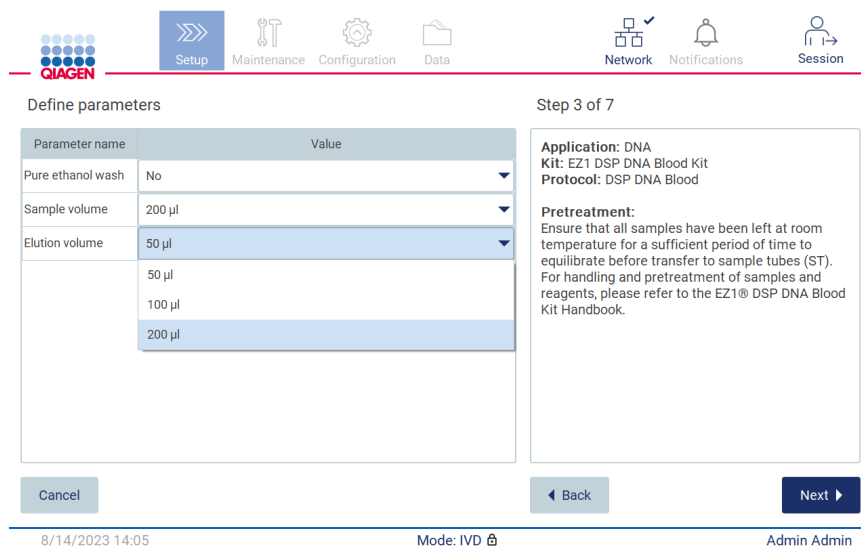 QIAGEN
Setup
Maintenance
Configuration
Data
Network
Notifications
Session
Define parameters
Step 3 of 7
Parameter name
Value
Pure ethanol wash
No
Sample volume
200 µl
Elution volume
50 µl
50 µl
100 µl
200 µl
Application: DNA
Kit: EZ1 DSP DNA Blood Kit
Protocol: DSP DNA Blood
Pretreatment:
Ensure that all samples have been left at room
temperature for a sufficient period of time to
equilibrate before transfer to sample tubes (ST).
For handling and pretreatment of samples and
reagents, please refer to the EZ1® DSP DNA Blood
Kit Handbook.
Cancel
Back
Next
8/14/2023 14:05
Mode: IVD
Admin Admin